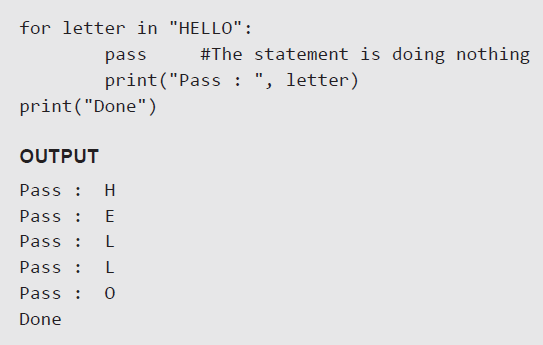 for letter in "HELLO":
        pass     #The statement is doing nothing
        print("Pass : ", letter)
print("Done")
OUTPUT
Pass :  H
Pass :  E
Pass :  L
Pass :  L
Pass :  O
Done